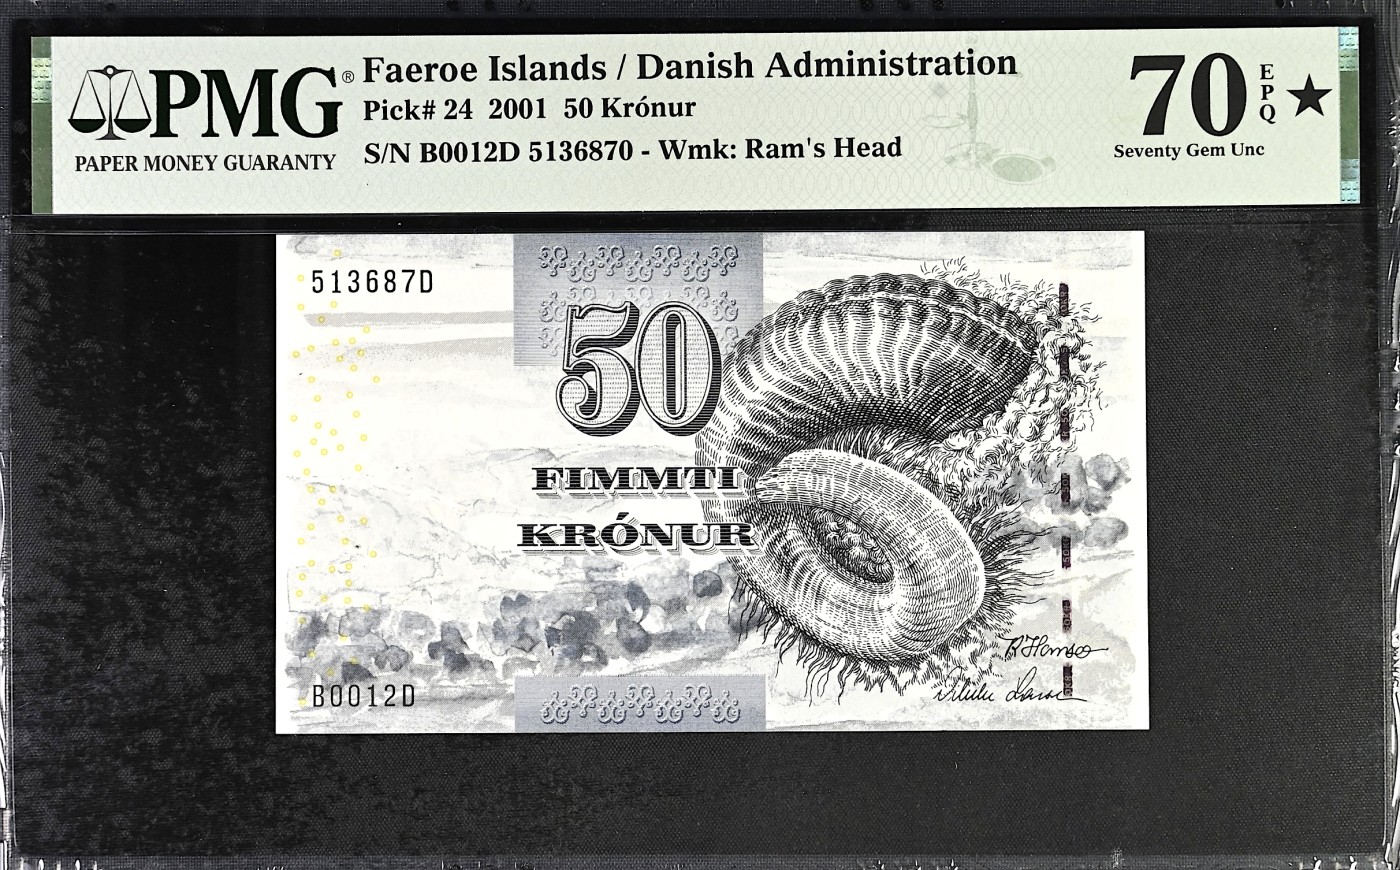 PMG®
PAPER MONEY GUARANTY
Faeroe Islands / Danish Administration
Pick# 24 2001 50 Krónur
S/N B0012D 5136870 - Wmk: Ram's Head
70 EPQ ★
Seventy Gem Unc
513687D
50
FIMMTI
KRÓNUR
B0012D